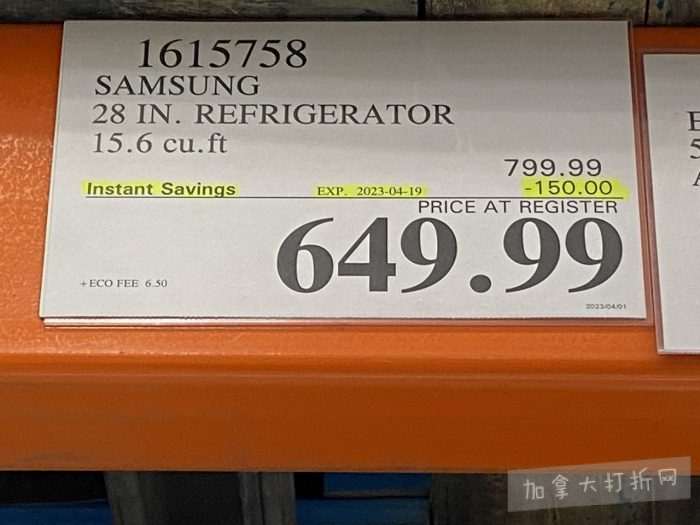 1615758
SAMSUNG
28 IN. REFRIGERATOR
15.6 cu.ft
799.99
Instant Savings EXP. 2023-04-19 -150.00
PRICE AT REGISTER
649.99
+ECO FEE 6.50
2023/04/01
E
5
A
加拿大打折网